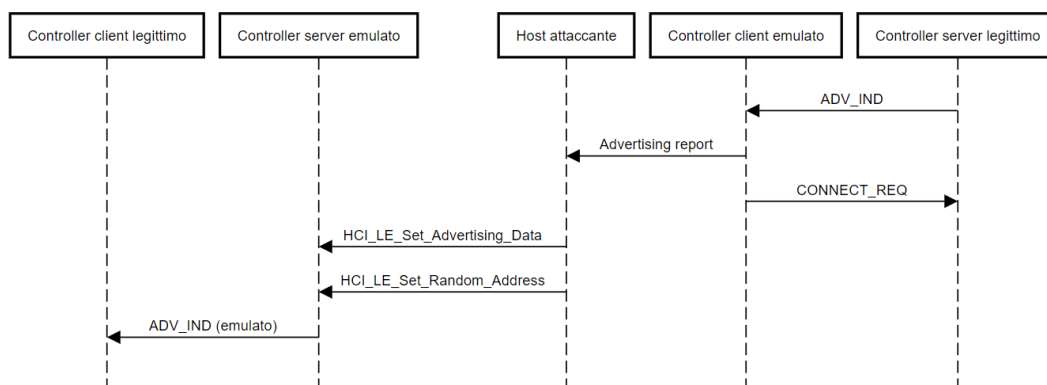 Controller client legittimo
Controller server emulato
Host attaccante
Controller client emulato
Controller server legittimo
ADV_IND
Advertising report
CONNECT_REQ
HCI_LE_Set_Advertising_Data
HCI_LE_Set_Random_Address
ADV_IND (emulato)